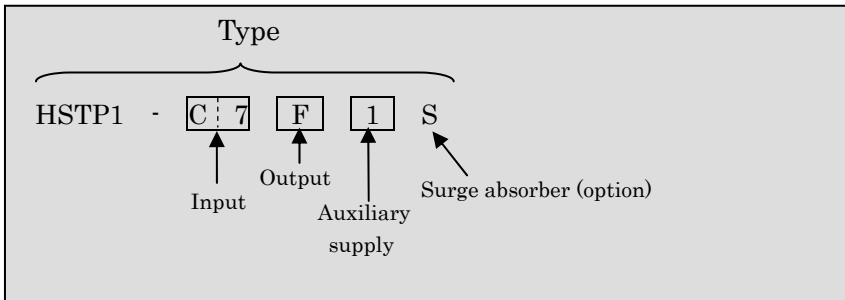 Type
HSTP1 - C 7 F 1 S
Input
Output
Auxiliary
supply
Surge absorber (option)